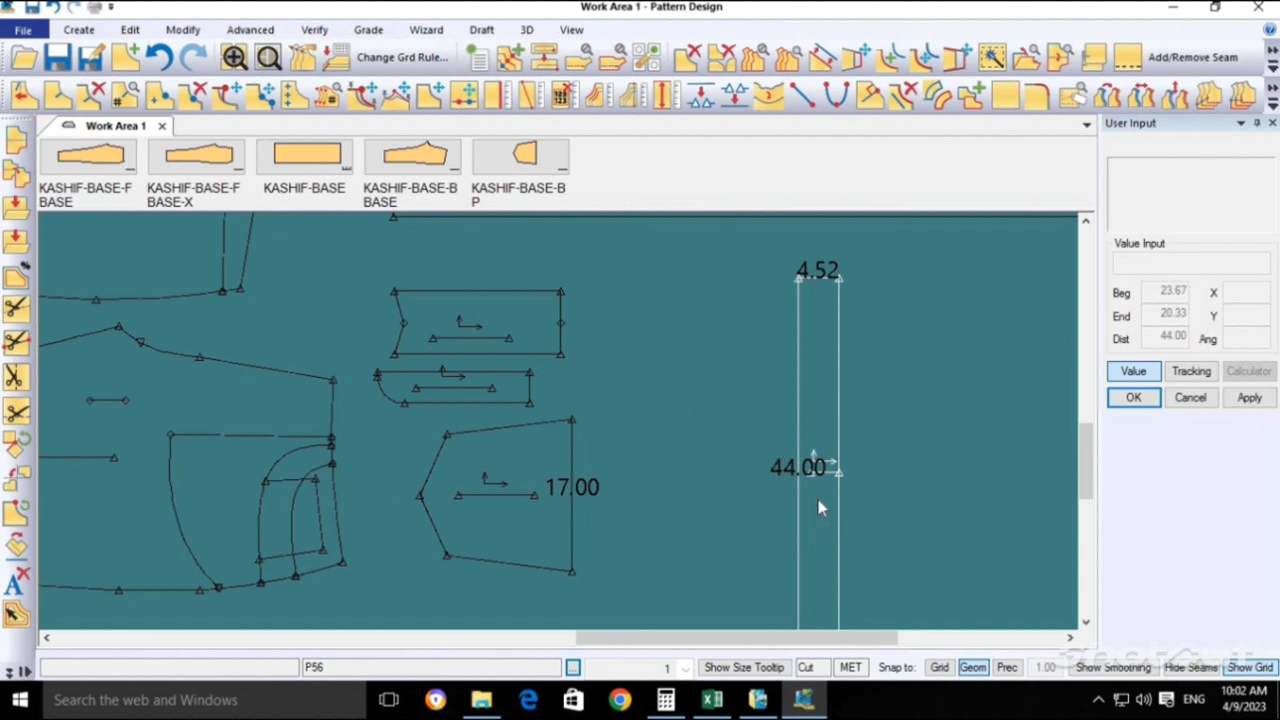 Work Area 1 - Pattern Design
File Create Edit Modify Advanced Verify Grade Wizard Draft 3D View
Change Grd Rule... Add/Remove Seam
Work Area 1
User Input
KASHIF-BASE-F
BASE
KASHIF-BASE-F
BASE-X
KASHIF-BASE
KASHIF-BASE-B
BASE
KASHIF-BASE-B
P
Value Input
Beg 23.67 X
End 20.33 Y
Dist 44.00 Ang
Value Tracking Calculator
OK Cancel Apply
4.52
44.00
17.00
P56 ... 1 Show Size Tooltip Cut MET Snap to: Grid Geom Prec 1.00 Show Smoothing Hide Seams Show Grid
Search the web and Windows
ENG
10:02 AM
4/9/2023